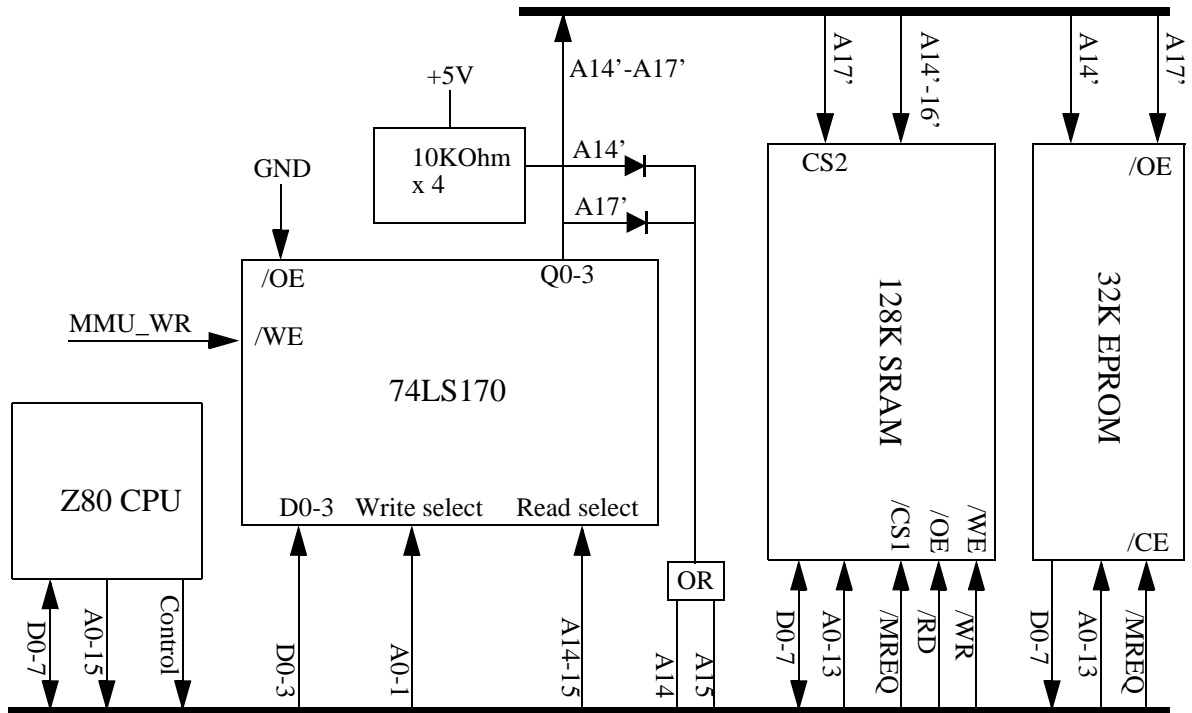 A14’-A17’
A17’
A14’-16’
A14’
A17’
+5V
10KOhm
x 4
A14’
A17’
GND
CS2
/OE
/OE
Q0-3
MMU_WR
/WE
74LS170
128K SRAM
32K EPROM
Z80 CPU
D0-3
Write select
Read select
/CS1
/OE
/WE
/CE
OR
D0-7
A0-15
Control
D0-3
A0-1
A14-15
A14
A15
D0-7
A0-13
/MREQ
/RD
/WR
D0-7
A0-13
/MREQ